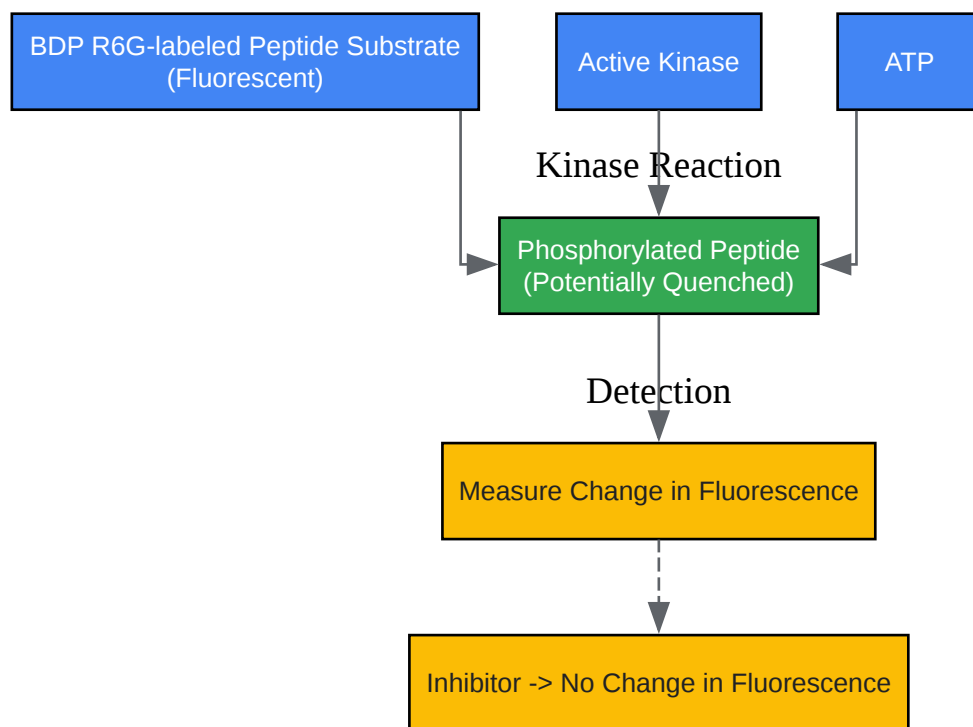 BDP R6G-labeled Peptide Substrate
(Fluorescent)
Active Kinase
ATP
Kinase Reaction
Phosphorylated Peptide
(Potentially Quenched)
Detection
Measure Change in Fluorescence
Inhibitor -> No Change in Fluorescence